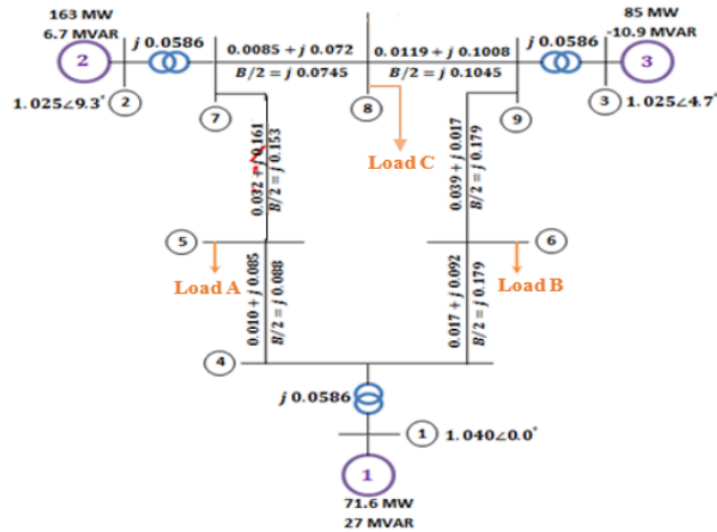 163 MW
6.7 MVAR
2
j 0.0586
1.025∠9.3°
2
7
0.0085 + j 0.072
B/2 = j 0.0745
8
Load C
0.0119 + j 0.1008
B/2 = j 0.1045
9
j 0.0586
85 MW
-10.9 MVAR
3
3
1.025∠4.7°
0.032 + j 0.161
B/2 = j 0.153
0.039 + j 0.017
B/2 = j 0.179
5
Load A
6
Load B
0.010 + j 0.085
B/2 = j 0.088
0.017 + j 0.092
B/2 = j 0.179
4
j 0.0586
1
1.040∠0.0°
1
71.6 MW
27 MVAR